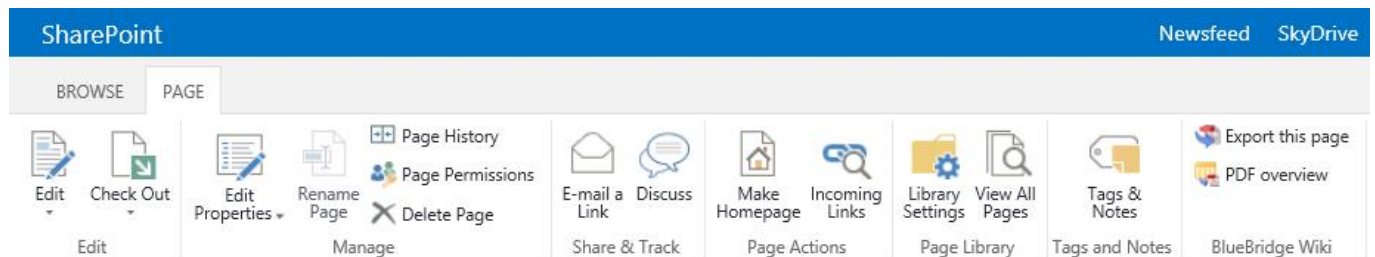 SharePoint
Newsfeed SkyDrive
BROWSE PAGE
Edit
Check Out
Edit
Properties
Rename
Page
Page History
Page Permissions
Delete Page
E-mail a
Link
Discuss
Make
Homepage
Incoming
Links
Library
Settings
View All
Pages
Tags &
Notes
Export this page
PDF overview
Edit
Manage
Share & Track
Page Actions
Page Library
Tags and Notes
BlueBridge Wiki